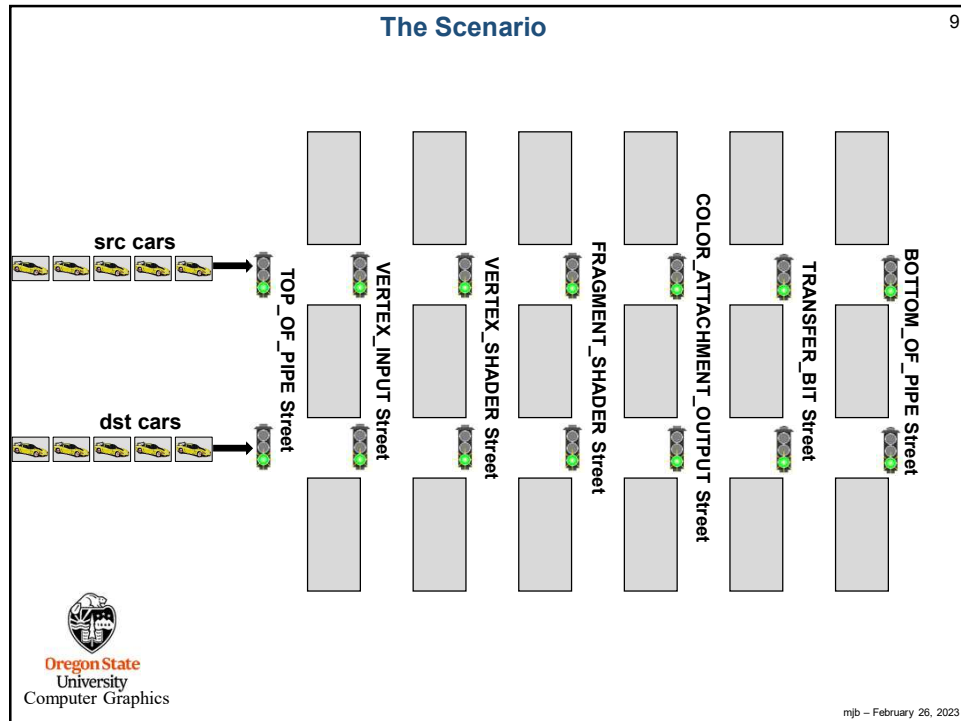 The Scenario
9
src cars
dst cars
TOP_OF_PIPE Street
VERTEX_INPUT Street
VERTEX_SHADER Street
FRAGMENT_SHADER Street
COLOR_ATTACHMENT_OUTPUT Street
TRANSFER_BIT Street
BOTTOM_OF_PIPE Street
Oregon State
University
Computer Graphics
mjb – February 26, 2023